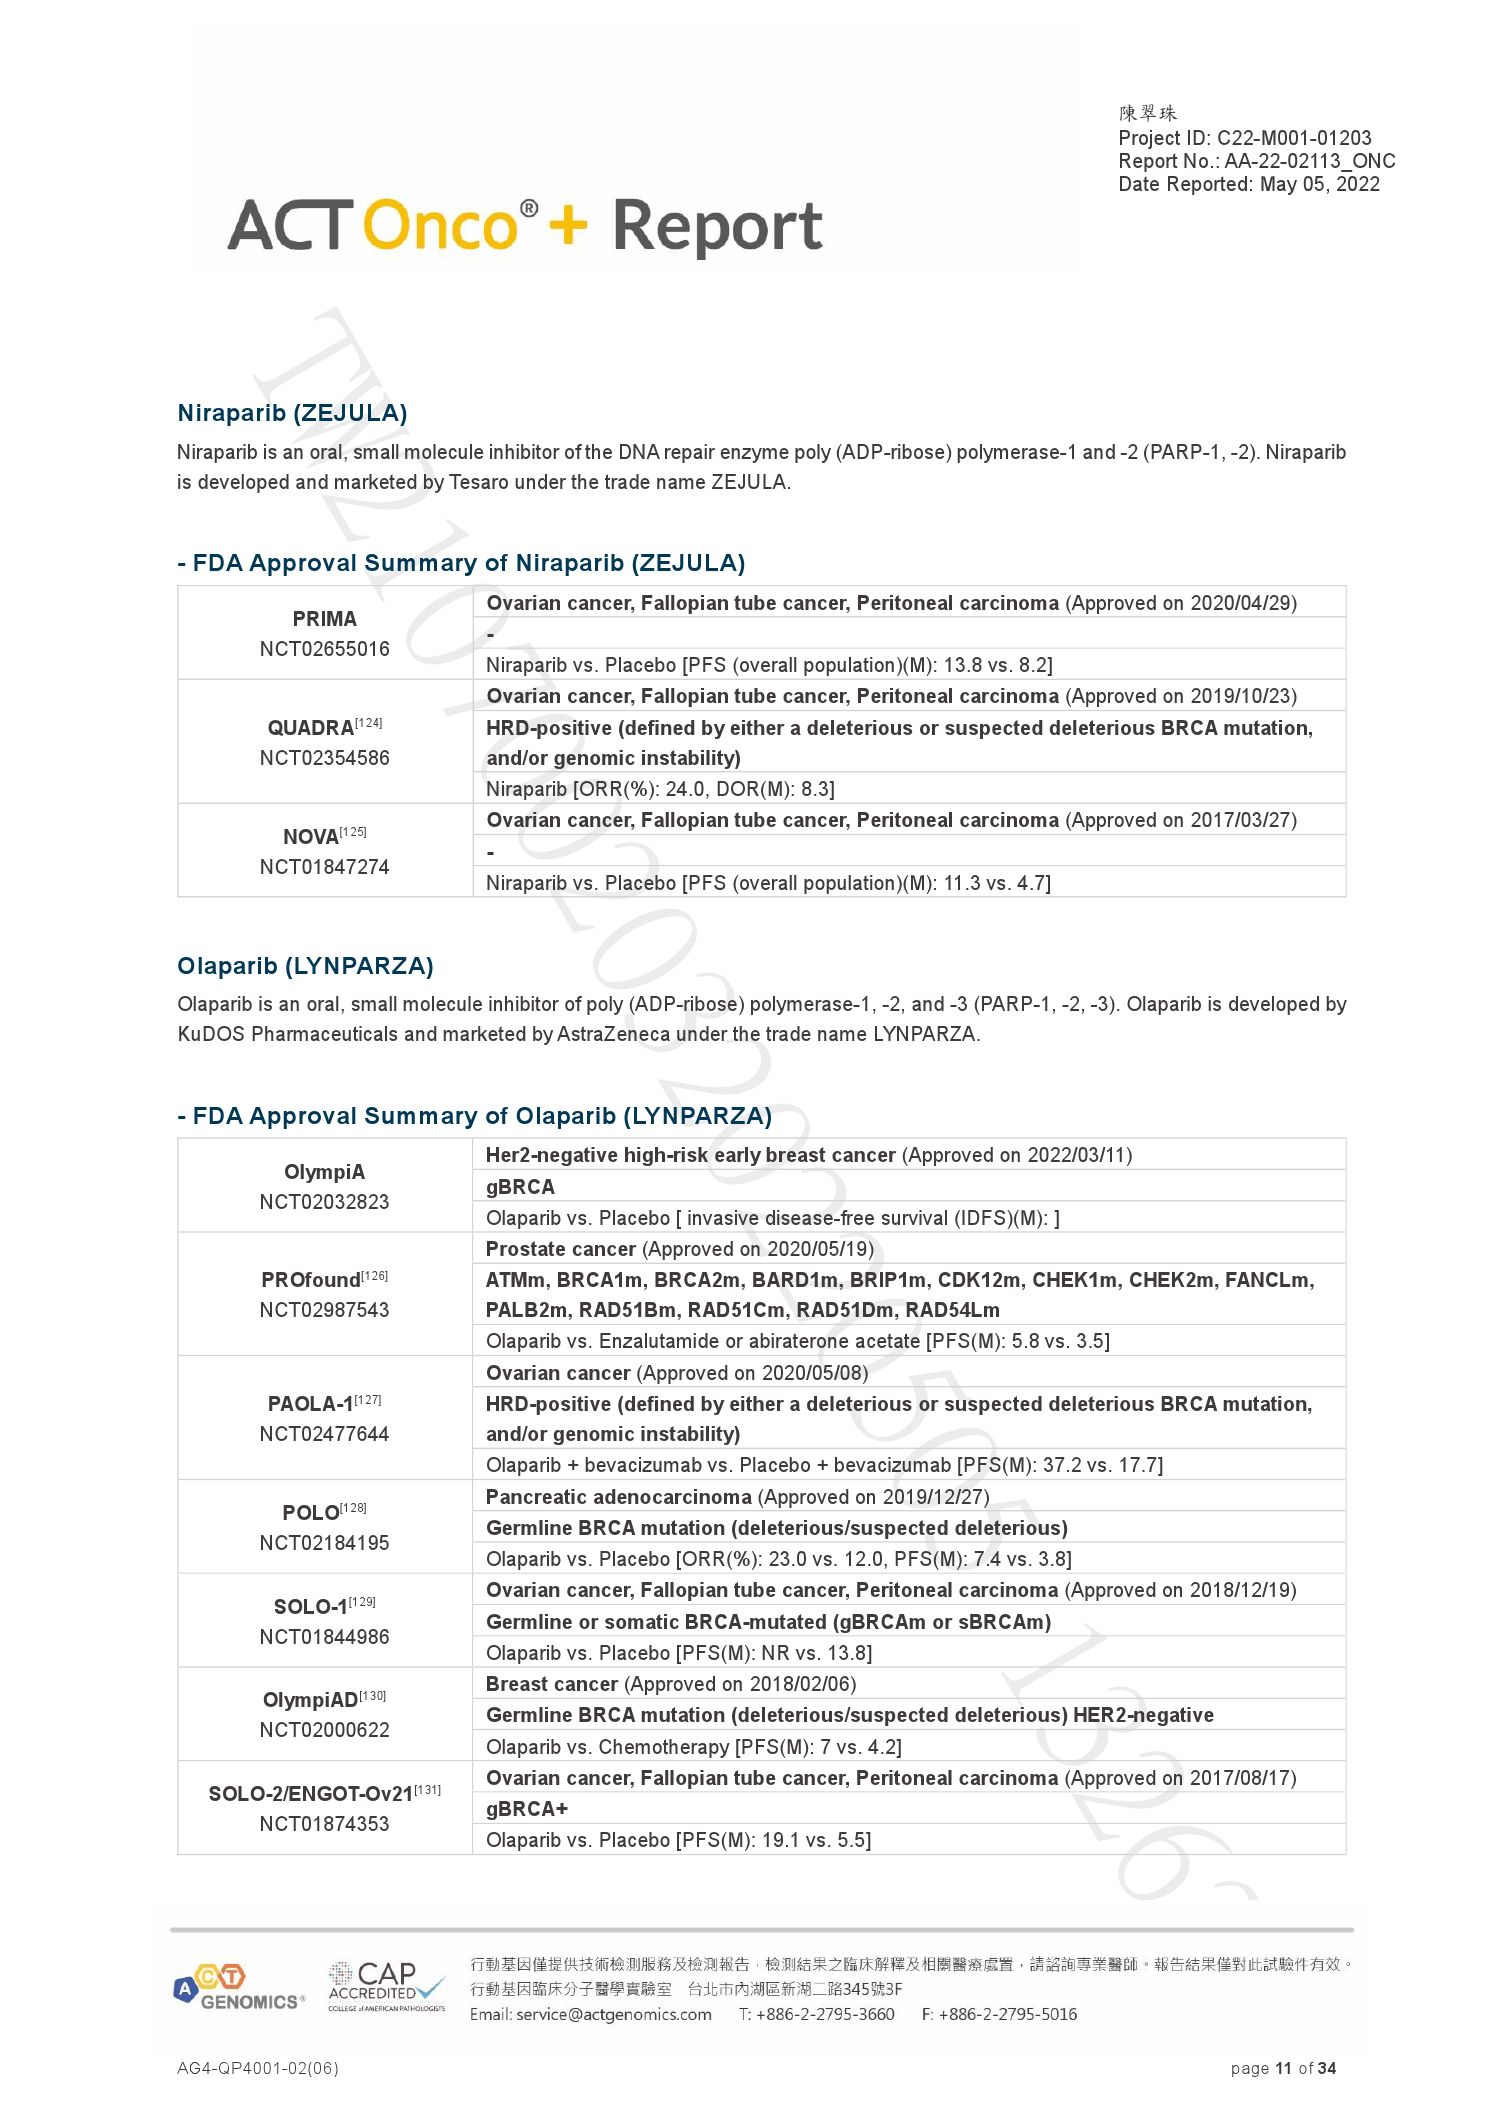 陳翠珠
Project ID: C22-M001-01203
Report No.: AA-22-02113_ONC
Date Reported: May 05, 2022
ACT Onco®+ Report
Niraparib (ZEJULA)
Niraparib is an oral, small molecule inhibitor of the DNA repair enzyme poly (ADP-ribose) polymerase-1 and -2 (PARP-1, -2). Niraparib
is developed and marketed by Tesaro under the trade name ZEJULA.
- FDA Approval Summary of Niraparib (ZEJULA)
PRIMA
NCT02655016
Ovarian cancer, Fallopian tube cancer, Peritoneal carcinoma (Approved on 2020/04/29)
-
Niraparib vs. Placebo [PFS (overall population)(M): 13.8 vs. 8.2]
QUADRA[124]
NCT02354586
Ovarian cancer, Fallopian tube cancer, Peritoneal carcinoma (Approved on 2019/10/23)
HRD-positive (defined by either a deleterious or suspected deleterious BRCA mutation,
and/or genomic instability)
Niraparib [ORR(%): 24.0, DOR(M): 8.3]
NOVA[125]
NCT01847274
Ovarian cancer, Fallopian tube cancer, Peritoneal carcinoma (Approved on 2017/03/27)
-
Niraparib vs. Placebo [PFS (overall population)(M): 11.3 vs. 4.7]
Olaparib (LYNPARZA)
Olaparib is an oral, small molecule inhibitor of poly (ADP-ribose) polymerase-1, -2, and -3 (PARP-1, -2, -3). Olaparib is developed by
KuDOS Pharmaceuticals and marketed by AstraZeneca under the trade name LYNPARZA.
- FDA Approval Summary of Olaparib (LYNPARZA)
OlympiA
NCT02032823
Her2-negative high-risk early breast cancer (Approved on 2022/03/11)
gBRCA
Olaparib vs. Placebo [ invasive disease-free survival (IDFS)(M): ]
PROfound[126]
NCT02987543
Prostate cancer (Approved on 2020/05/19)
ATMm, BRCA1m, BRCA2m, BARD1m, BRIP1m, CDK12m, CHEK1m, CHEK2m, FANCLm,
PALB2m, RAD51Bm, RAD51Cm, RAD51Dm, RAD54Lm
Olaparib vs. Enzalutamide or abiraterone acetate [PFS(M): 5.8 vs. 3.5]
PAOLA-1[127]
NCT02477644
Ovarian cancer (Approved on 2020/05/08)
HRD-positive (defined by either a deleterious or suspected deleterious BRCA mutation,
and/or genomic instability)
Olaparib + bevacizumab vs. Placebo + bevacizumab [PFS(M): 37.2 vs. 17.7]
POLO[128]
NCT02184195
Pancreatic adenocarcinoma (Approved on 2019/12/27)
Germline BRCA mutation (deleterious/suspected deleterious)
Olaparib vs. Placebo [ORR(%): 23.0 vs. 12.0, PFS(M): 7.4 vs. 3.8]
SOLO-1[129]
NCT01844986
Ovarian cancer, Fallopian tube cancer, Peritoneal carcinoma (Approved on 2018/12/19)
Germline or somatic BRCA-mutated (gBRCAm or sBRCAm)
Olaparib vs. Placebo [PFS(M): NR vs. 13.8]
OlympiAD[130]
NCT02000622
Breast cancer (Approved on 2018/02/06)
Germline BRCA mutation (deleterious/suspected deleterious) HER2-negative
Olaparib vs. Chemotherapy [PFS(M): 7 vs. 4.2]
SOLO-2/ENGOT-Ov21[131]
NCT01874353
Ovarian cancer, Fallopian tube cancer, Peritoneal carcinoma (Approved on 2017/08/17)
gBRCA+
Olaparib vs. Placebo [PFS(M): 19.1 vs. 5.5]
ACT GENOMICS®
CAP ACCREDITED
COLLEGE of AMERICAN PATHOLOGISTS
行動基因僅提供技術檢測服務及檢測報告，檢測結果之臨床解釋及相關醫療處置，請諮詢專業醫師。報告結果僅對此試驗件有效。
行動基因臨床分子醫學實驗室 台北市內湖區新湖二路345號3F
Email: service@actgenomics.com T: +886-2-2795-3660 F: +886-2-2795-5016
AG4-QP4001-02(06)
page 11 of 34